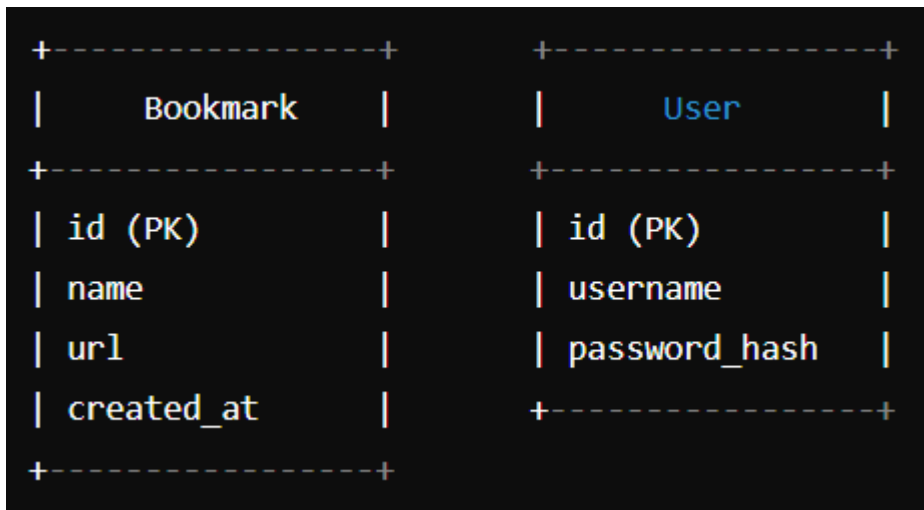 +-----------------+ +-----------------+
| Bookmark | | User |
+-----------------+ +-----------------+
| id (PK) | | id (PK) |
| name | | username |
| url | | password_hash |
| created_at | +-----------------+
+-----------------+